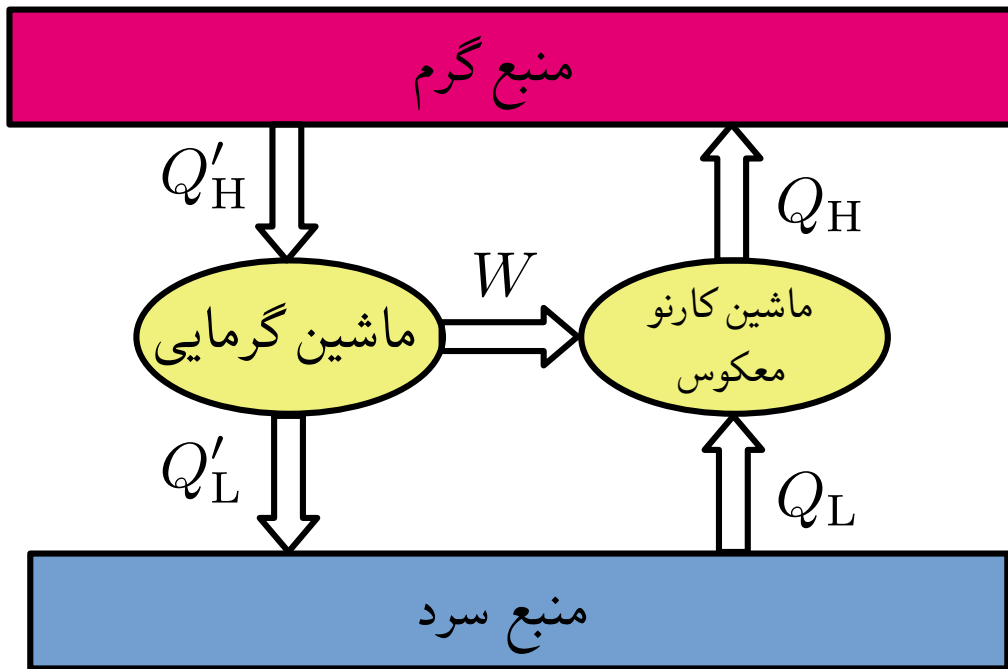 منبع گرم
Q′H
QH
W
ماشین گرمایی
ماشین کارنو
معکوس
Q′L
QL
منبع سرد